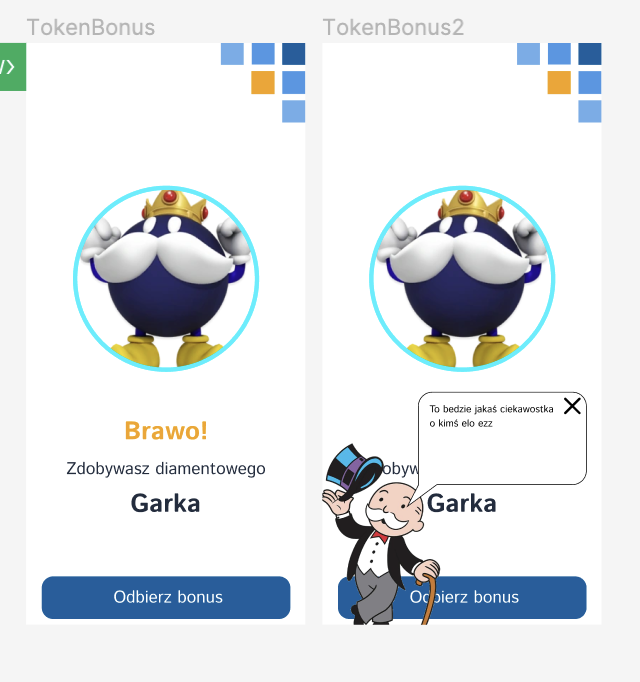 TokenBonus
Brawo!
Zdobywasz diamentowego
Garka
Odbierz bonus
TokenBonus2
To bedzie jakaś ciekawostka
o kimś elo ezz
Garka
Odbierz bonus